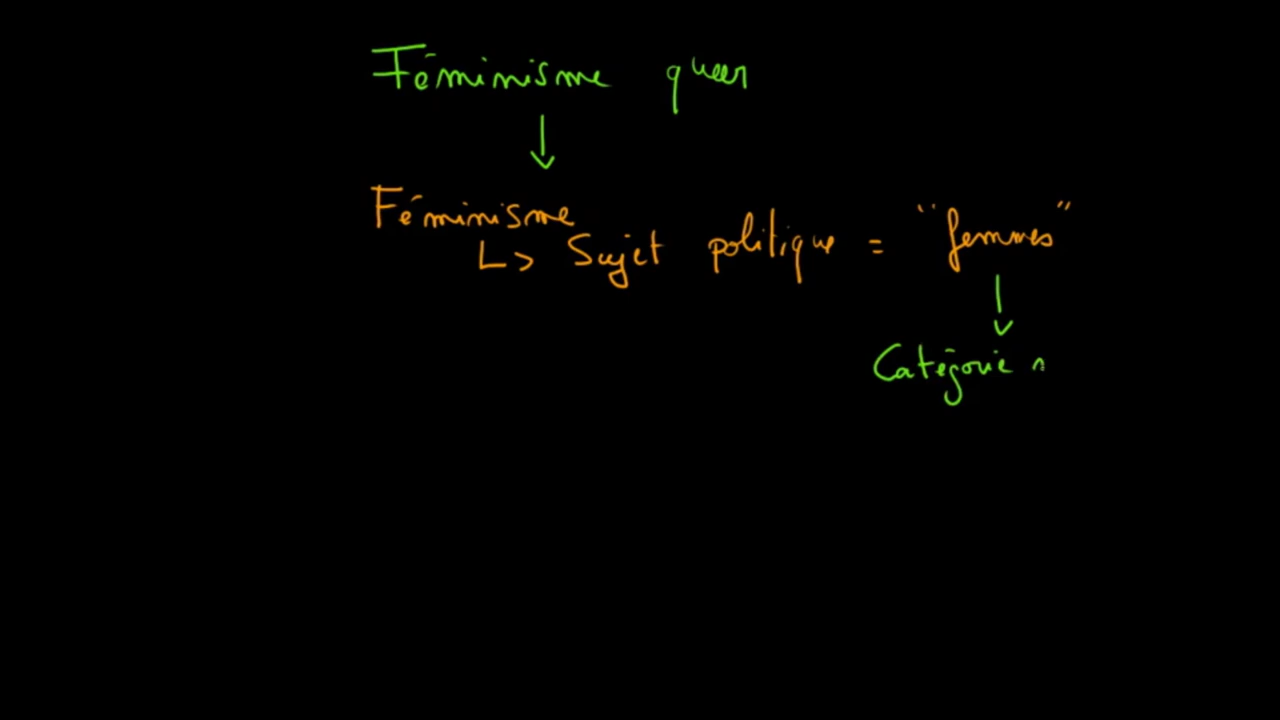 Féminisme queer
Féminisme
↳ Sujet politique = "femmes"
Catégorie